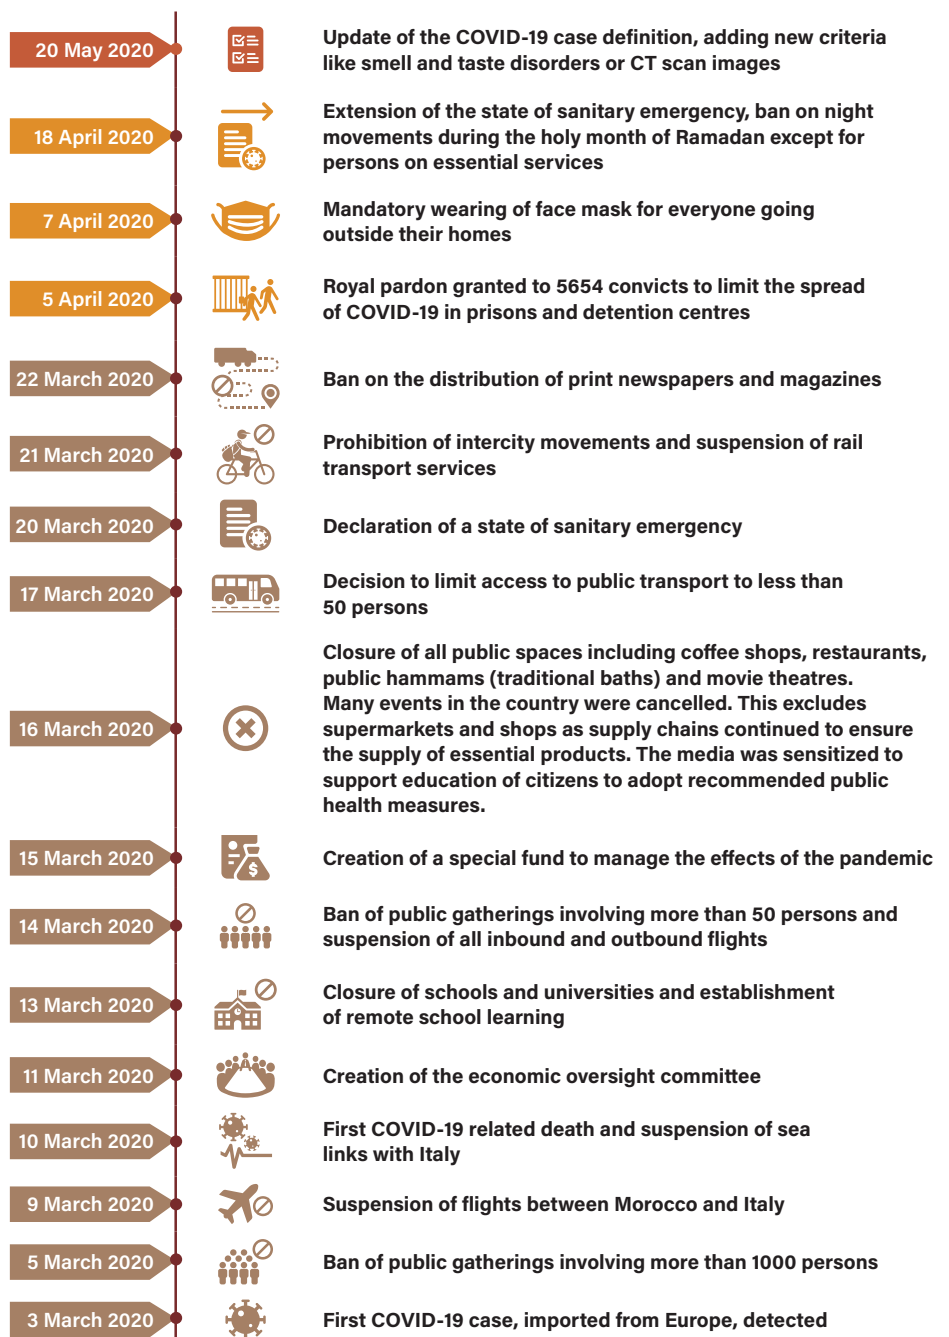 20 May 2020
Update of the COVID-19 case definition, adding new criteria
like smell and taste disorders or CT scan images
18 April 2020
Extension of the state of sanitary emergency, ban on night
movements during the holy month of Ramadan except for
persons on essential services
7 April 2020
Mandatory wearing of face mask for everyone going
outside their homes
5 April 2020
Royal pardon granted to 5654 convicts to limit the spread
of COVID-19 in prisons and detention centres
22 March 2020
Ban on the distribution of print newspapers and magazines
21 March 2020
Prohibition of intercity movements and suspension of rail
transport services
20 March 2020
Declaration of a state of sanitary emergency
17 March 2020
Decision to limit access to public transport to less than
50 persons
16 March 2020
Closure of all public spaces including coffee shops, restaurants,
public hammams (traditional baths) and movie theatres.
Many events in the country were cancelled. This excludes
supermarkets and shops as supply chains continued to ensure
the supply of essential products. The media was sensitized to
support education of citizens to adopt recommended public
health measures.
15 March 2020
$
Creation of a special fund to manage the effects of the pandemic
14 March 2020
Ban of public gatherings involving more than 50 persons and
suspension of all inbound and outbound flights
13 March 2020
Closure of schools and universities and establishment
of remote school learning
11 March 2020
Creation of the economic oversight committee
10 March 2020
First COVID-19 related death and suspension of sea
links with Italy
9 March 2020
Suspension of flights between Morocco and Italy
5 March 2020
Ban of public gatherings involving more than 1000 persons
3 March 2020
First COVID-19 case, imported from Europe, detected